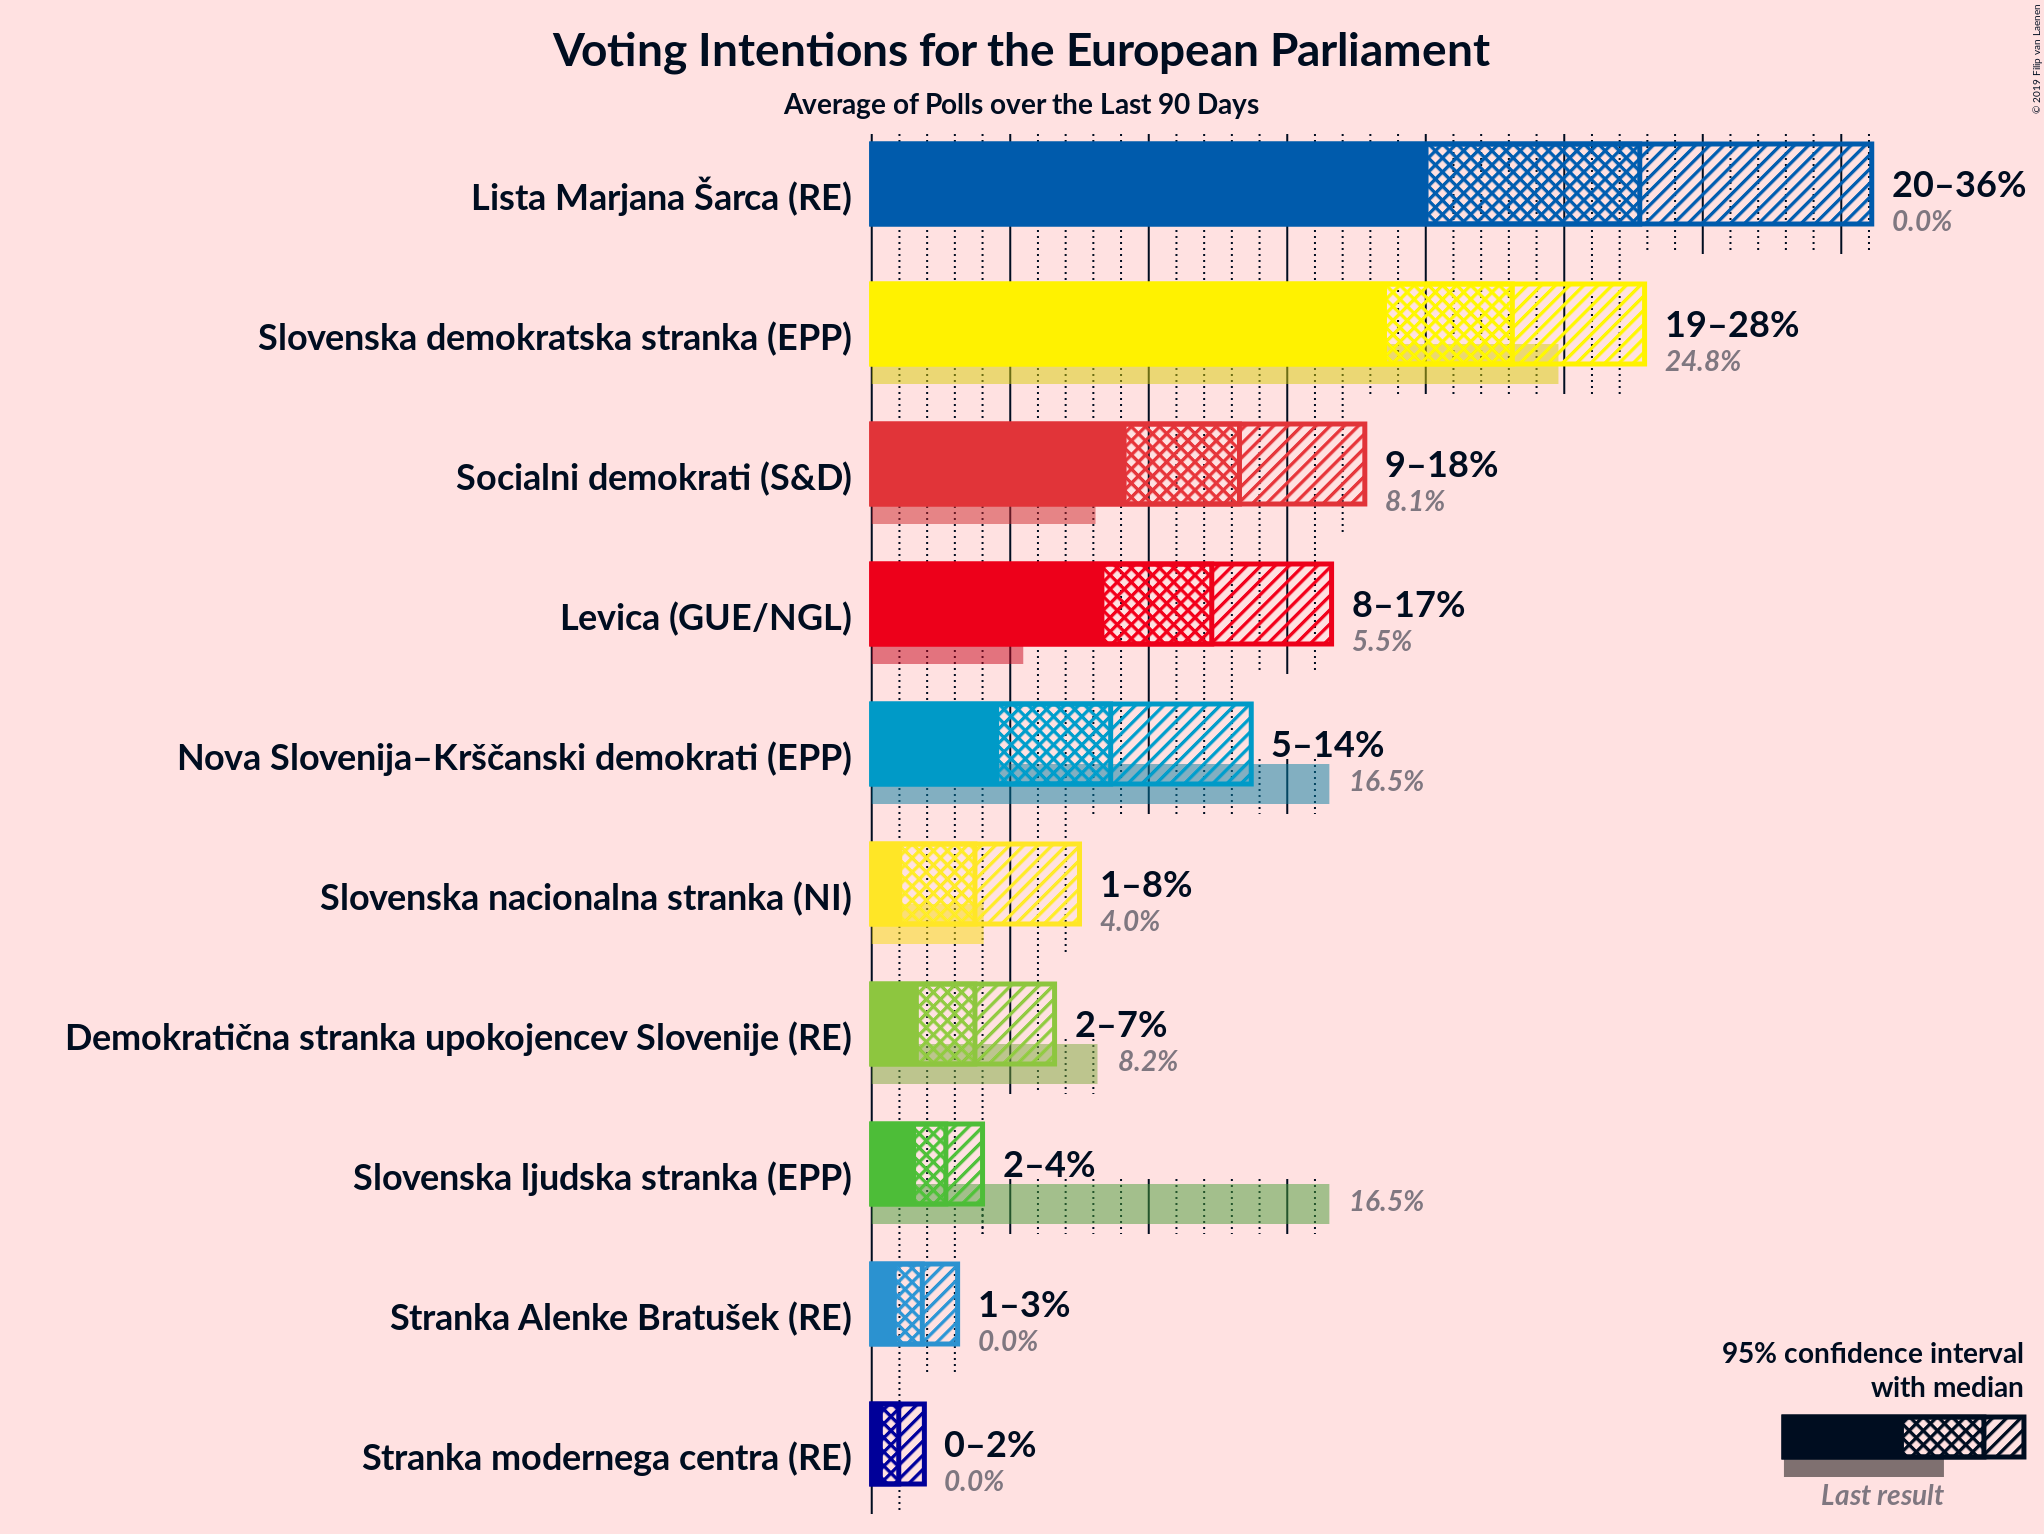 Voting Intentions for the European Parliament
Average of Polls over the Last 90 Days
© 2019 Filip van Laenen
Lista Marjana Šarca (RE)
20–36%
0.0%
Slovenska demokratska stranka (EPP)
19–28%
24.8%
Socialni demokrati (S&D)
9–18%
8.1%
Levica (GUE/NGL)
8–17%
5.5%
Nova Slovenija–Krščanski demokrati (EPP)
5–14%
16.5%
Slovenska nacionalna stranka (NI)
1–8%
4.0%
Demokratična stranka upokojencev Slovenije (RE)
2–7%
8.2%
Slovenska ljudska stranka (EPP)
2–4%
16.5%
Stranka Alenke Bratušek (RE)
1–3%
0.0%
Stranka modernega centra (RE)
0–2%
0.0%
95% confidence interval
with median
Last result